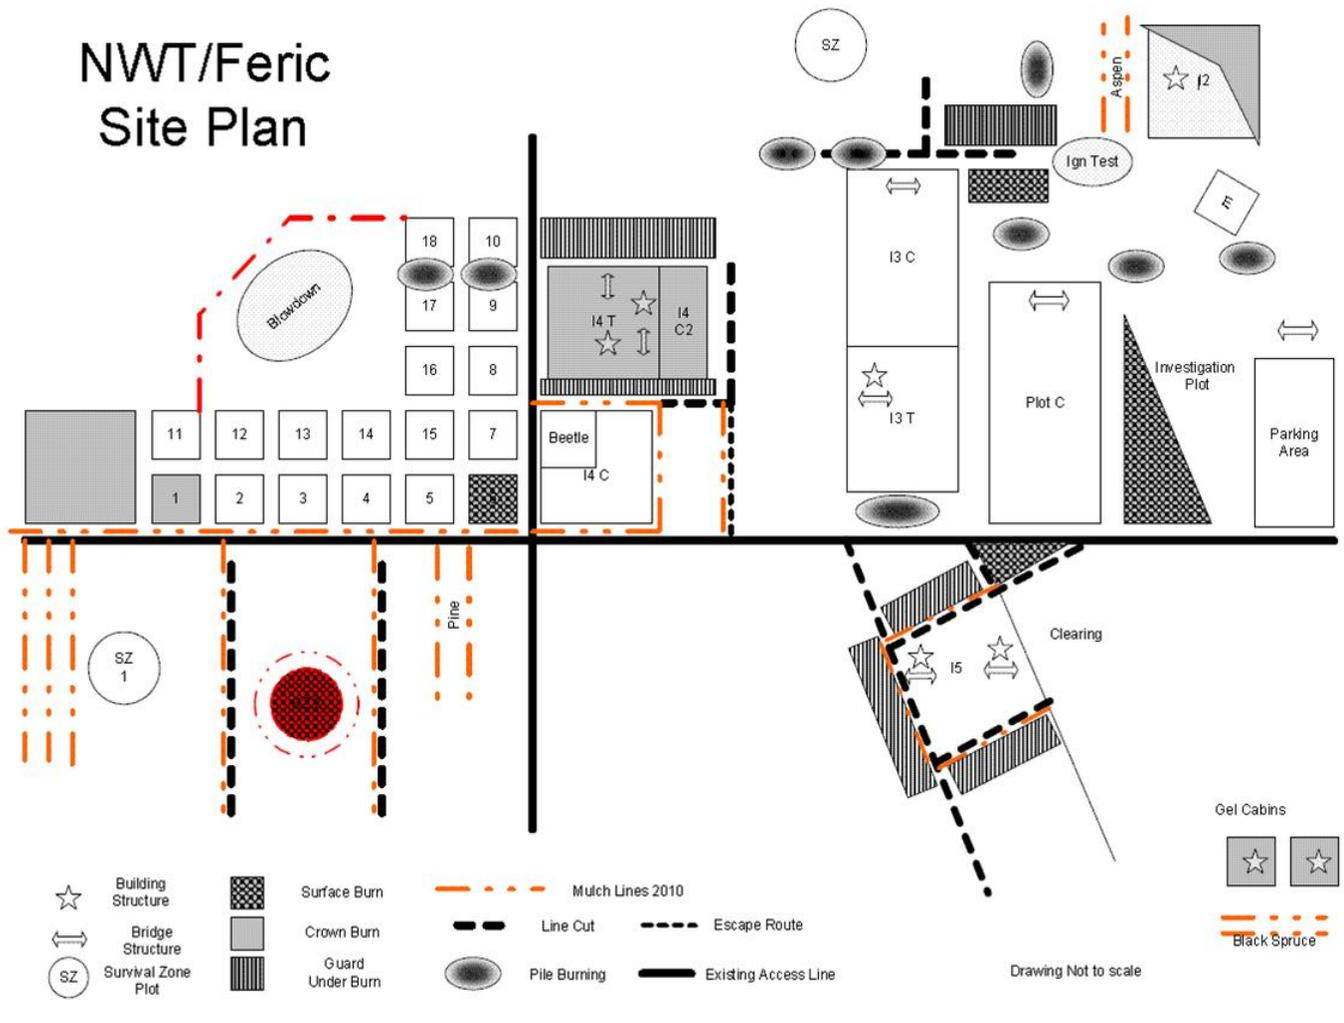 NWT/Feric
Site Plan
SZ
Aspen
I2
Ign Test
E
18
10
17
9
16
8
Blowdown
11
12
13
14
15
7
1
2
3
4
5
I4 T
I4
C2
Beetle
I4 C
I3 C
I3 T
Plot C
Investigation
Plot
Parking
Area
SZ
1
Pine
I5
Clearing
Gel Cabins
Black Spruce
Building
Structure
Bridge
Structure
SZ
Survival Zone
Plot
Surface Burn
Crown Burn
Guard
Under Burn
Mulch Lines 2010
Line Cut
Escape Route
Pile Burning
Existing Access Line
Drawing Not to scale